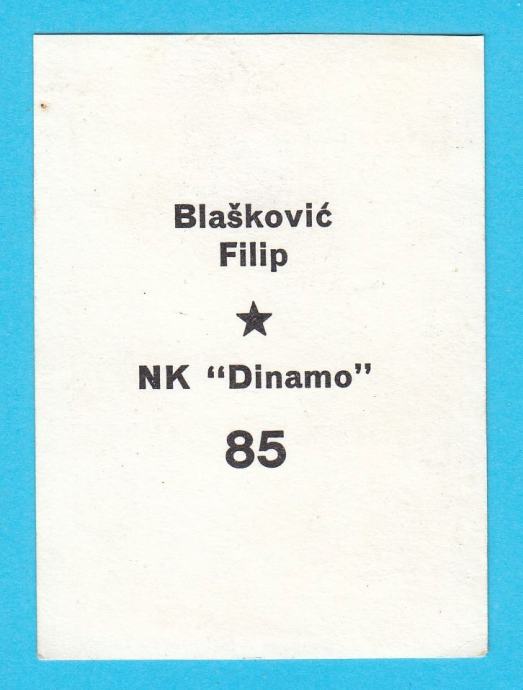 Blašković
Filip
★
NK “Dinamo”
85